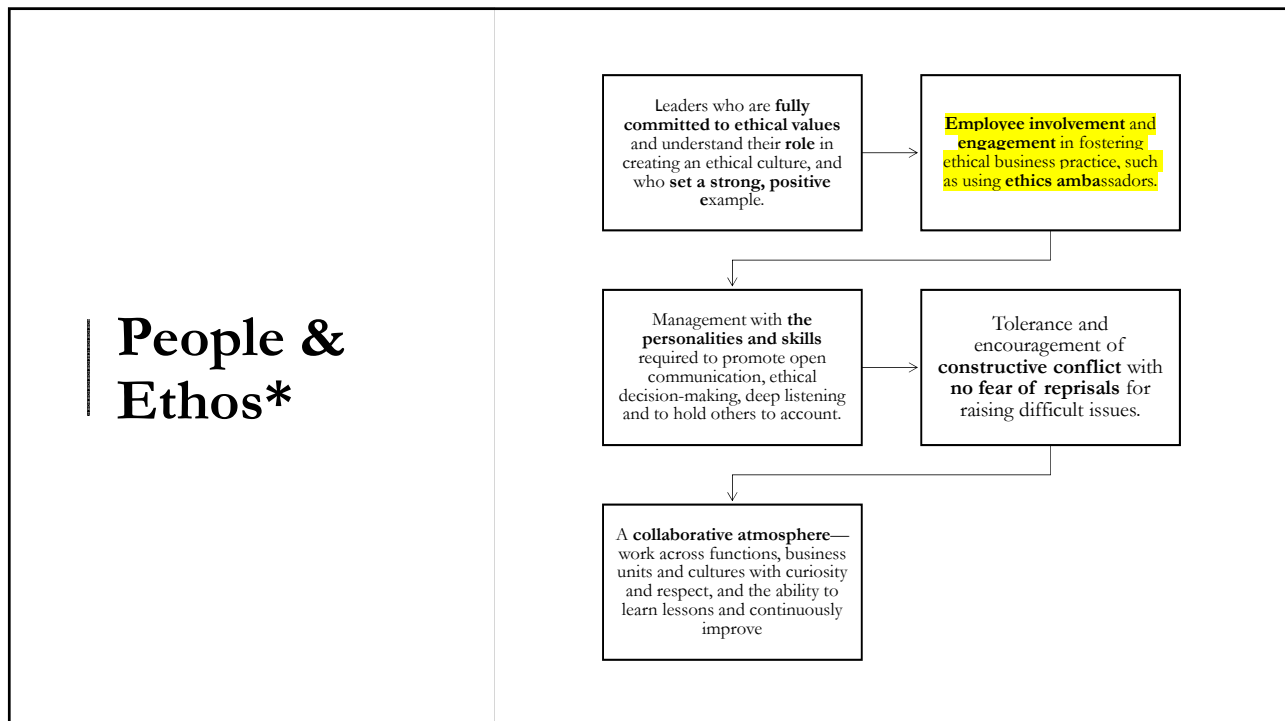 People &
Ethos*
Leaders who are fully
committed to ethical values
and understand their role in
creating an ethical culture, and
who set a strong, positive
example.
Employee involvement and
engagement in fostering
ethical business practice, such
as using ethics ambassadors.
Management with the
personalities and skills
required to promote open
communication, ethical
decision-making, deep listening
and to hold others to account.
Tolerance and
encouragement of
constructive conflict with
no fear of reprisals for
raising difficult issues.
A collaborative atmosphere—
work across functions, business
units and cultures with curiosity
and respect, and the ability to
learn lessons and continuously
improve